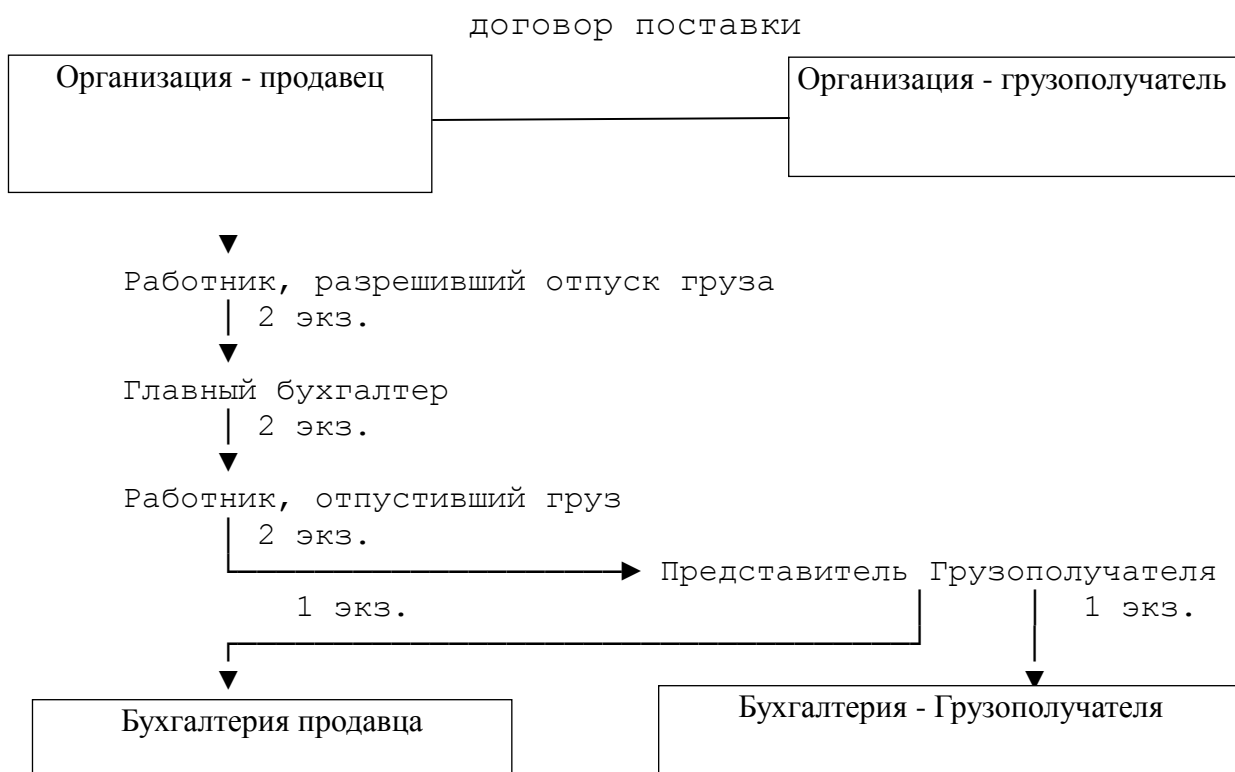 договор поставки
Организация - продавец
Организация - грузополучатель
Работник, разрешивший отпуск груза
2 экз.
Главный бухгалтер
2 экз.
Работник, отпустивший груз
2 экз.
Представитель Грузополучателя
1 экз.
1 экз.
Бухгалтерия продавца
Бухгалтерия - Грузополучателя